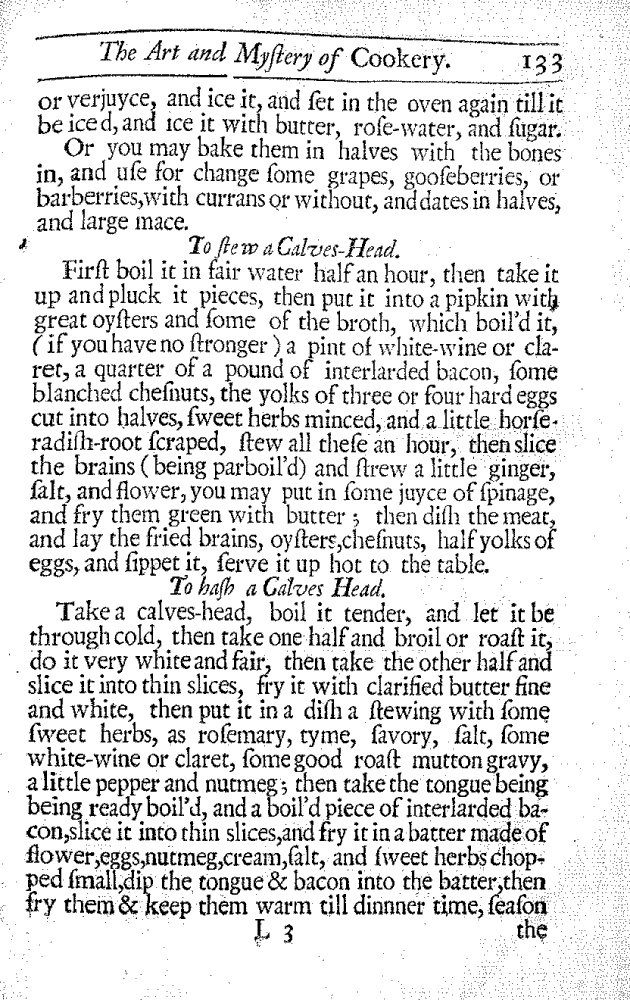 The Art and Myſtery of Cookery. 133
or verjuyce, and ice it, and ſet in the oven again till it
be iced, and ice it with butter, roſe-water, and ſugar.
Or you may bake them in halves with the bones
in, and uſe for change ſome grapes, gooſeberries, or
barberries, with currans or without, and dates in halves,
and large mace.
To ſtew a Calves-Head.
Firſt boil it in fair water half an hour, then take it
up and pluck it pieces, then put it into a pipkin with
great oyſters and ſome of the broth, which boil'd it,
( if you have no ſtronger ) a pint of white-wine or cla-
ret, a quarter of a pound of interlarded bacon, ſome
blanched cheſnuts, the yolks of three or four hard eggs
cut into halves, ſweet herbs minced, and a little horſe-
radiſh-root ſcraped, ſtew all theſe an hour, then slice
the brains ( being parboil'd) and ſtrew a little ginger,
ſalt, and flower, you may put in ſome juyce of ſpinage,
and fry them green with butter ; then diſh the meat,
and lay the fried brains, oyſters, cheſnuts, half yolks of
eggs, and ſippet it, ſerve it up hot to the table.
To haſh a Calves Head.
Take a calves-head, boil it tender, and let it be
through cold, then take one half and broil or roaſt it,
do it very white and fair, then take the other half and
slice it into thin slices, fry it with clarified butter fine
and white, then put it in a diſh a ſtewing with ſome
ſweet herbs, as roſemary, tyme, ſavory, ſalt, ſome
white-wine or claret, ſome good roaſt mutton gravy,
a little pepper and nutmeg ; then take the tongue being
being ready boil'd, and a boil'd piece of interlarded ba-
con, slice it into thin slices, and fry it in a batter made of
flower, eggs, nutmeg, cream, ſalt, and ſweet herbs chop-
ped ſmall, dip the tongue & bacon into the batter, then
fry them & keep them warm till dinnner time, ſeaſon
L 3 the